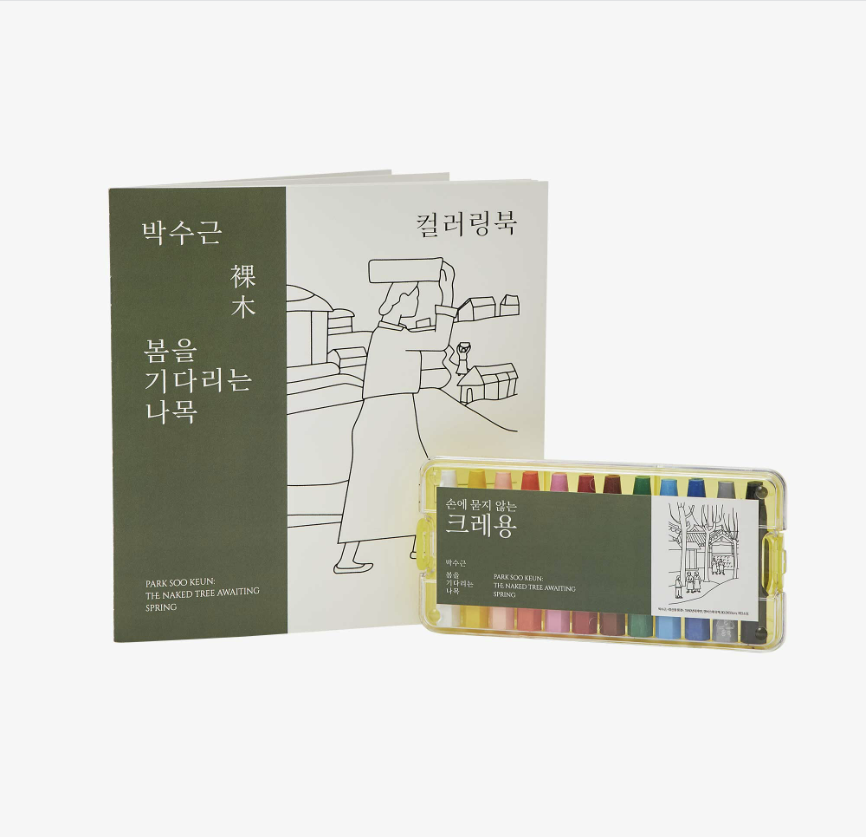 박수근
컬러링북
裸
木
봄을
기다리는
나목
PARK SOO KEUN:
THE NAKED TREE AWAITING
SPRING
손에 묻지 않는
크레용
박수근
봄을
기다리는
나목
PARK SOO KEUN:
THE NAKED TREE AWAITING
SPRING